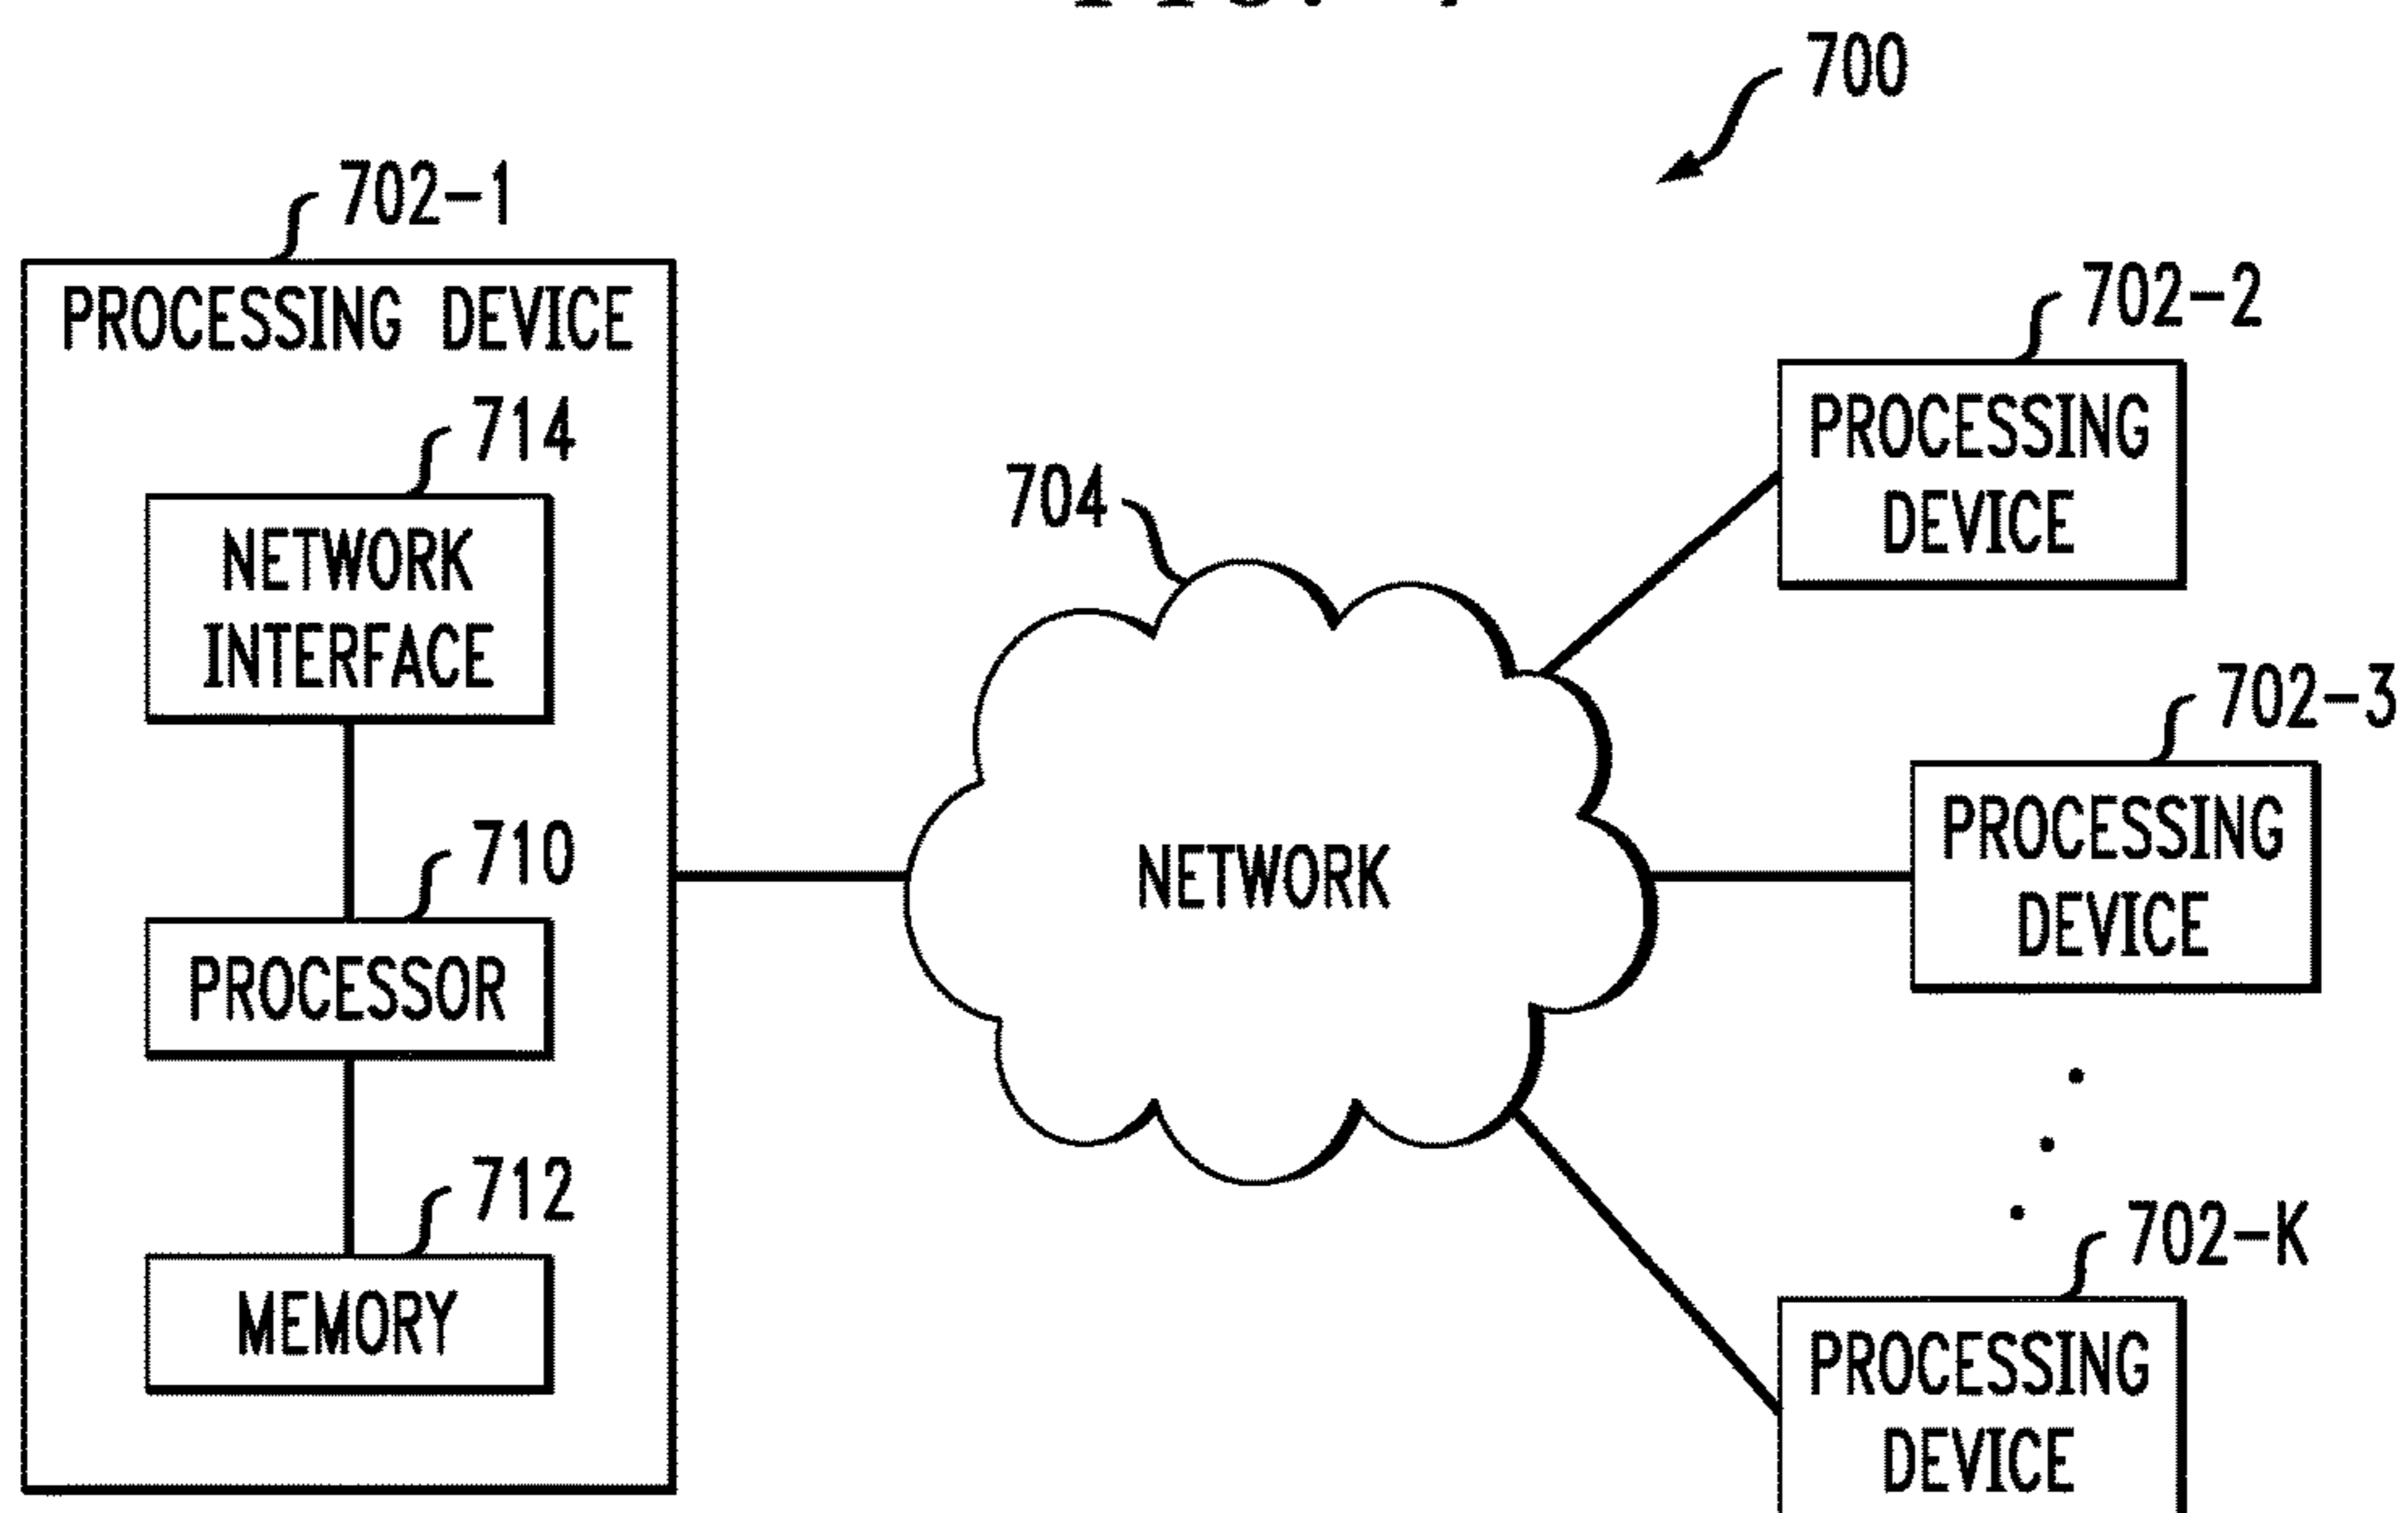 700
702-1
PROCESSING DEVICE
714
NETWORK
INTERFACE
710
PROCESSOR
712
MEMORY
704
NETWORK
702-2
PROCESSING
DEVICE
702-3
PROCESSING
DEVICE
702-K
PROCESSING
DEVICE